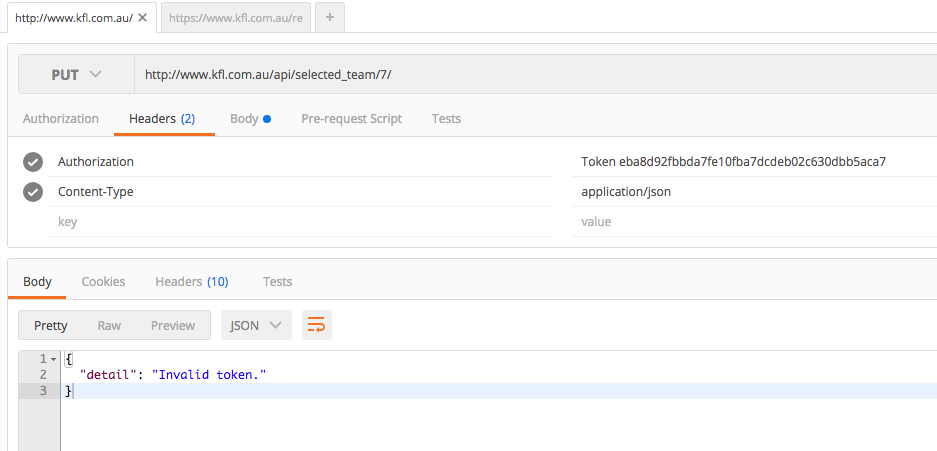 http://www.kfl.com.au/ ✕ https://www.kfl.com.au/re +
PUT http://www.kfl.com.au/api/selected_team/7/
Authorization Headers (2) Body Pre-request Script Tests
Authorization Token eba8d92fbbda7fe10fba7dcdeb02c630dbb5aca7
Content-Type application/json
key value
Body Cookies Headers (10) Tests
Pretty Raw Preview JSON
1 {
2 "detail": "Invalid token."
3 }